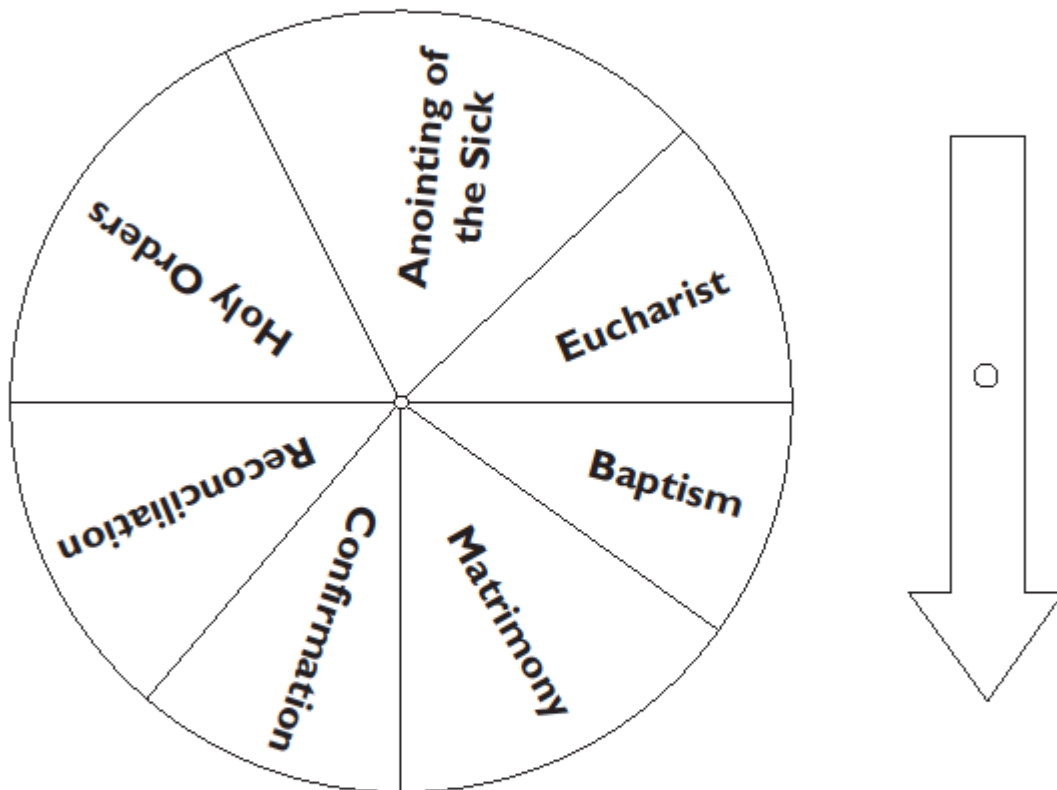 Anointing of
the Sick
Eucharist
Baptism
Matrimony
Confirmation
Reconciliation
Holy Orders